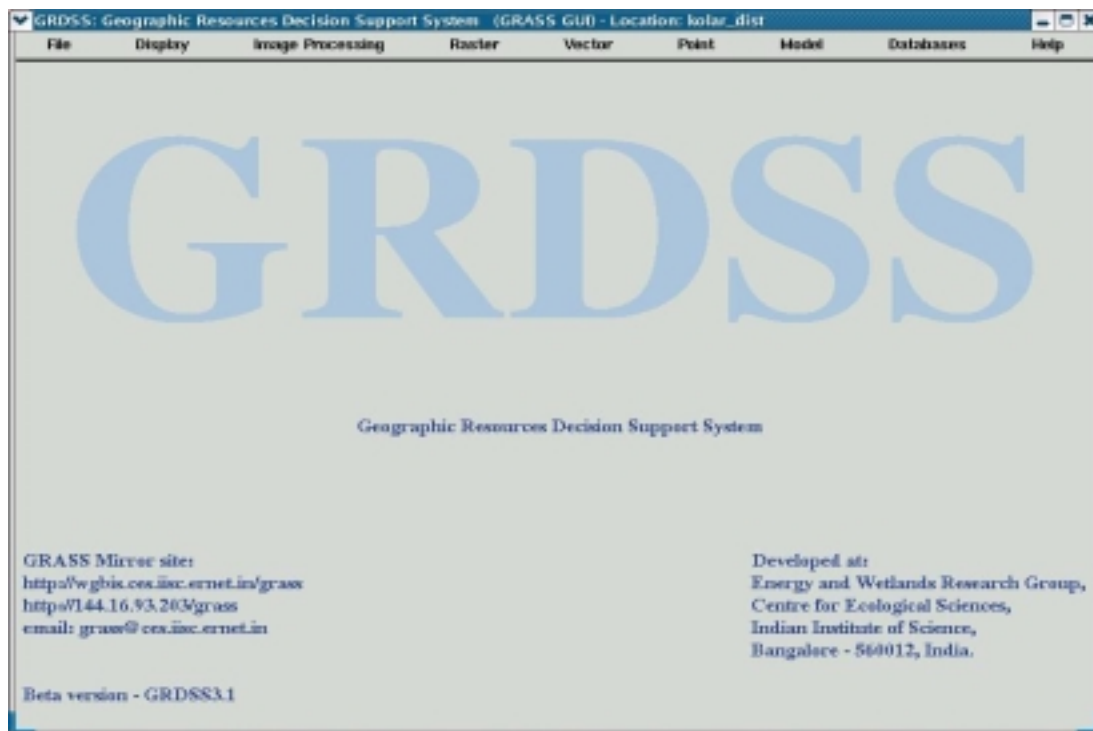 GRDSS: Geographic Resources Decision Support System (GRASS GUI) - Location: kolar_dist
File Display Image Processing Raster Vector Point Model Databases Help
GRDSS
Geographic Resources Decision Support System
GRASS Mirror site:
http://wgbis.ces.iisc.ernet.in/grass
http://144.16.93.203/grass
email: grass@ces.iisc.ernet.in
Developed at:
Energy and Wetlands Research Group,
Centre for Ecological Sciences,
Indian Institute of Science,
Bangalore - 560012, India.
Beta version - GRDSS3.1